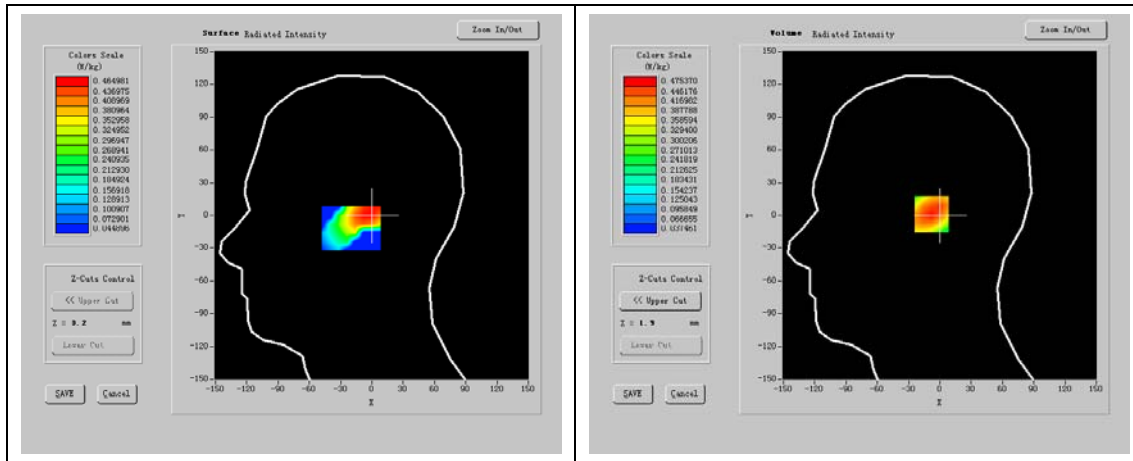 Surface Radiated Intensity
Zoom In/Out
Colors Scale
(W/kg)
0.464981
0.436975
0.408969
0.380964
0.352958
0.324952
0.296947
0.268941
0.240935
0.212930
0.184924
0.156918
0.128913
0.100907
0.072901
0.044896
Z-Cuts Control
<< Upper Cut
Z = 3.2 mm
Lower Cut
SAVE
Cancel
150
120
90
60
30
0
-30
-60
-90
-120
-150
Y
-150 -120 -90 -60 -30 0 30 60 90 120 150
X
Volume Radiated Intensity
Zoom In/Out
Colors Scale
(W/kg)
0.475370
0.446176
0.416982
0.387788
0.358594
0.329400
0.300206
0.271013
0.241819
0.212625
0.183431
0.154237
0.125043
0.095849
0.066655
0.037461
Z-Cuts Control
<< Upper Cut
Z = 1.9 mm
Lower Cut
SAVE
Cancel
150
120
90
60
30
0
-30
-60
-90
-120
-150
Y
-150 -120 -90 -60 -30 0 30 60 90 120 150
X